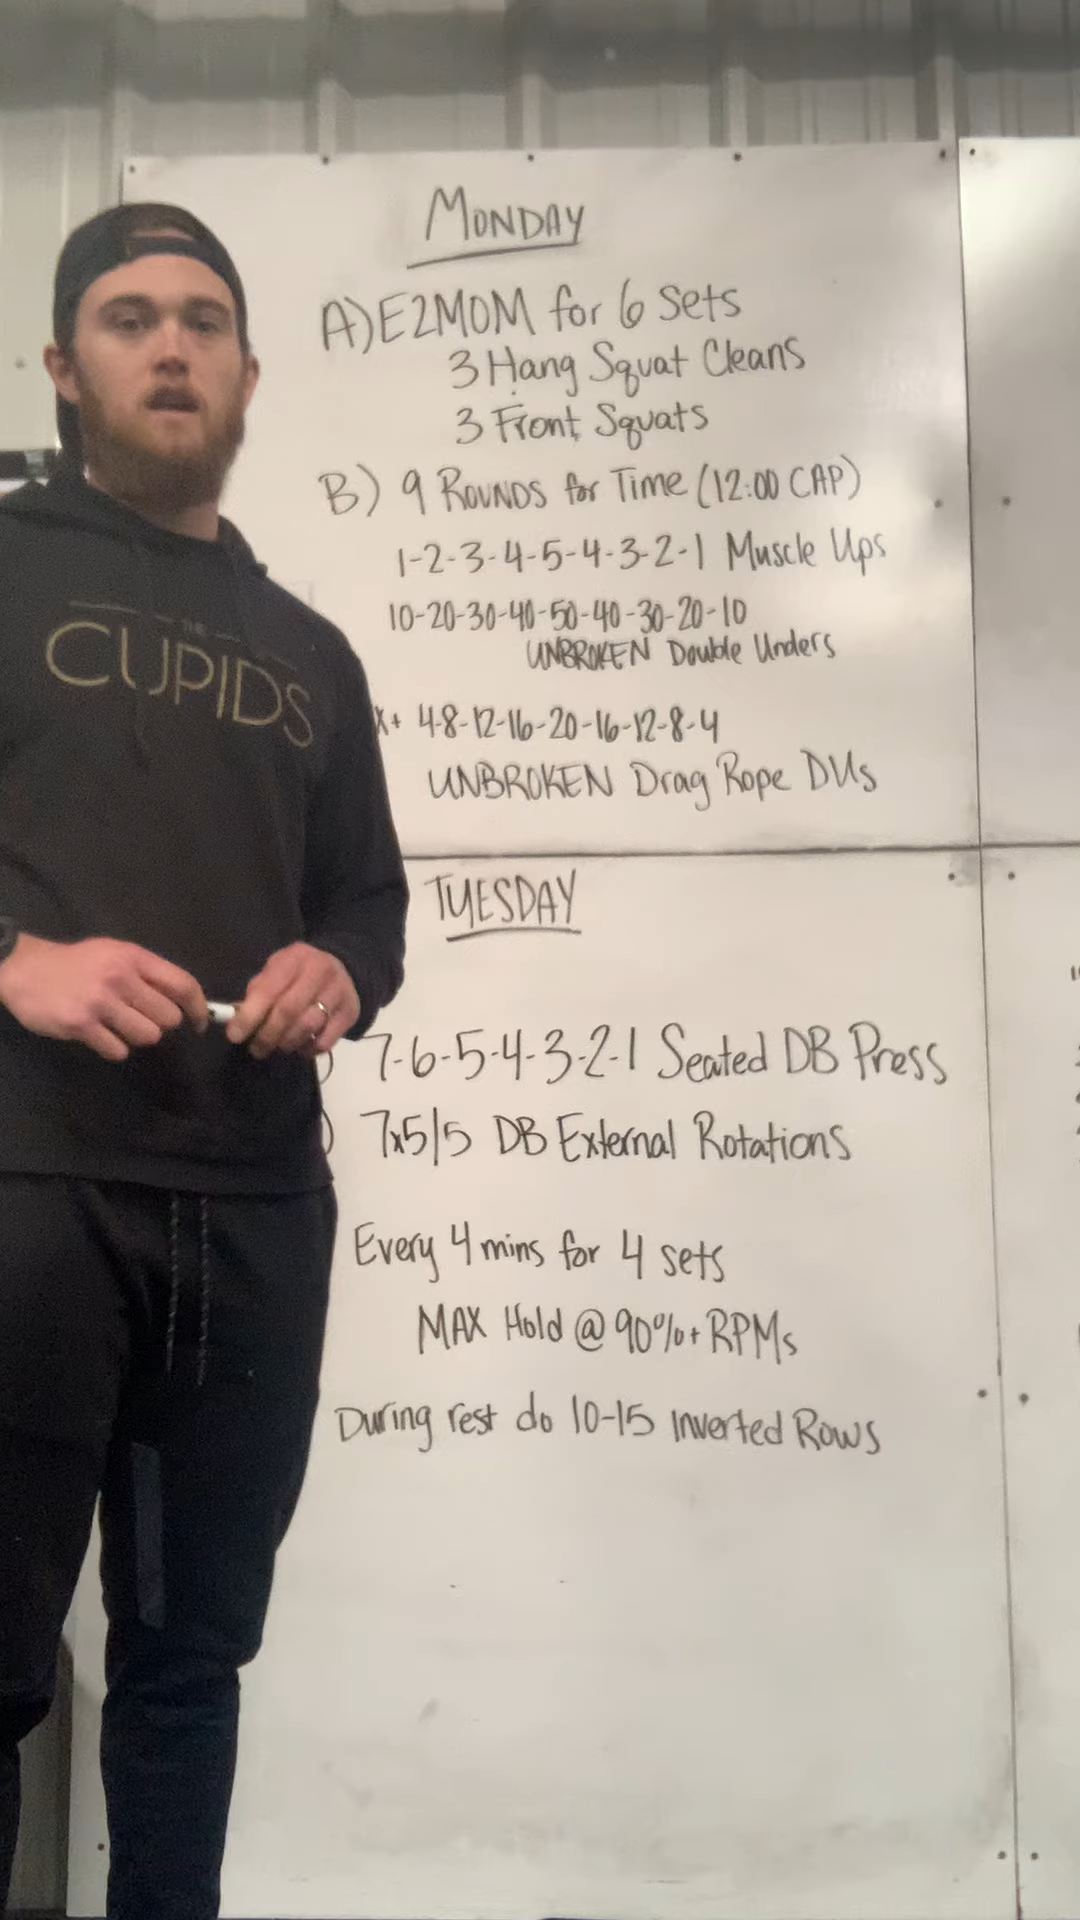 MONDAY
A) E2MOM for 6 Sets
3 Hang Squat Cleans
3 Front Squats
B) 9 ROUNDS for Time (12:00 CAP)
1-2-3-4-5-4-3-2-1 Muscle Ups
10-20-30-40-50-40-30-20-10
UNBROKEN Double Unders
X+ 4-8-12-16-20-16-12-8-4
UNBROKEN Drag Rope DUs
THE
CUPIDS
TUESDAY
) 7-6-5-4-3-2-1 Seated DB Press
) 7x5/5 DB External Rotations
Every 4 mins for 4 sets
MAX Hold @ 90%+ RPMs
During rest do 10-15 Inverted Rows